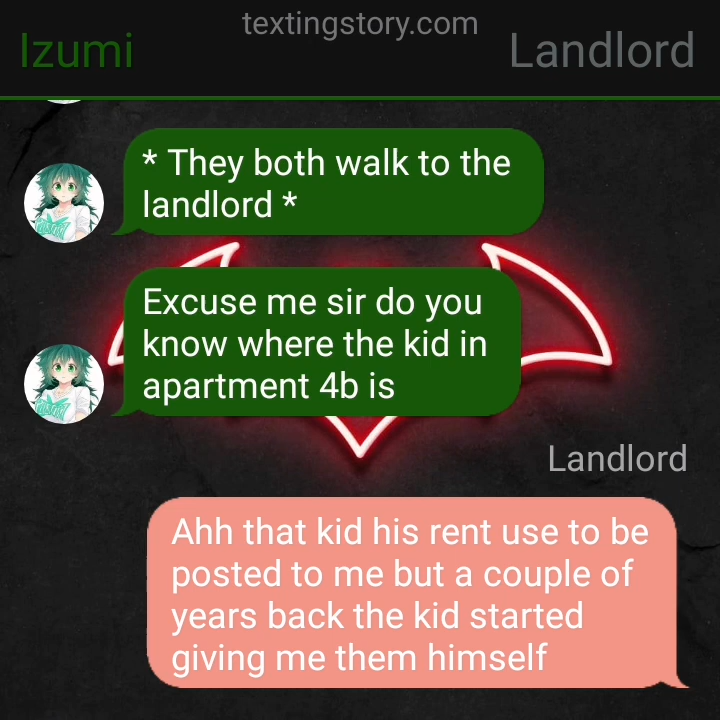 textingstory.com
Izumi
Landlord
* They both walk to the
landlord *
Excuse me sir do you
know where the kid in
apartment 4b is
Landlord
Ahh that kid his rent use to be
posted to me but a couple of
years back the kid started
giving me them himself